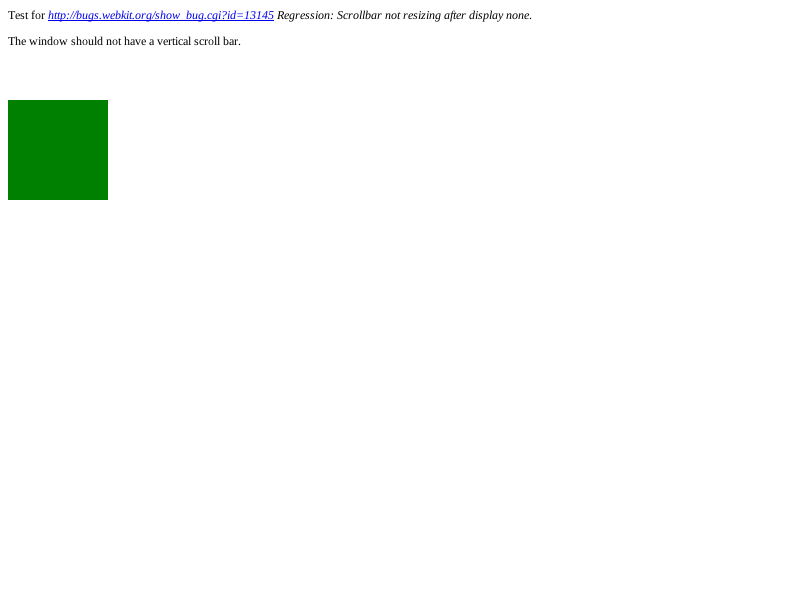 Test for http://bugs.webkit.org/show_bug.cgi?id=13145 Regression: Scrollbar not resizing after display none.
The window should not have a vertical scroll bar.